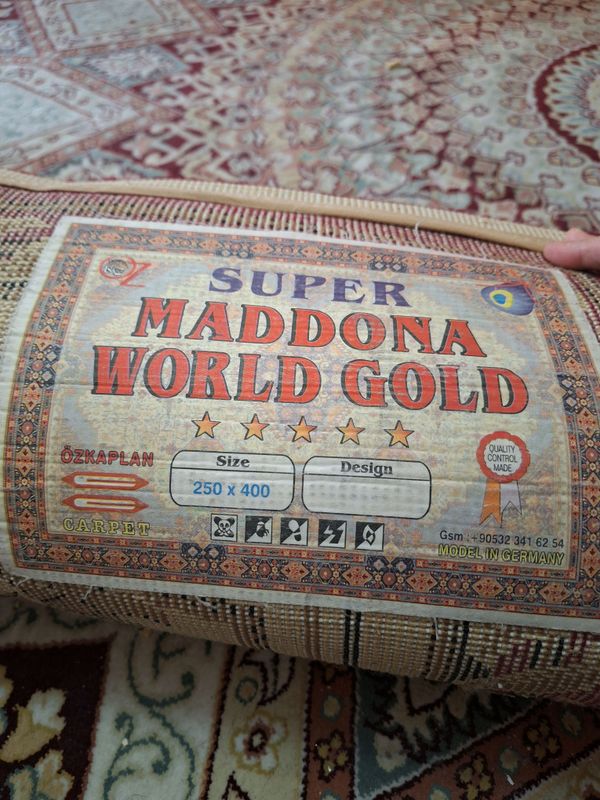 SUPER
MADDONA
WORLD GOLD
ÖZKAPLAN
CARPET
Size
250 x 400
Design
QUALITY
CONTROL
MADE
Gsm : +90532 341 62 54
MODEL IN GERMANY